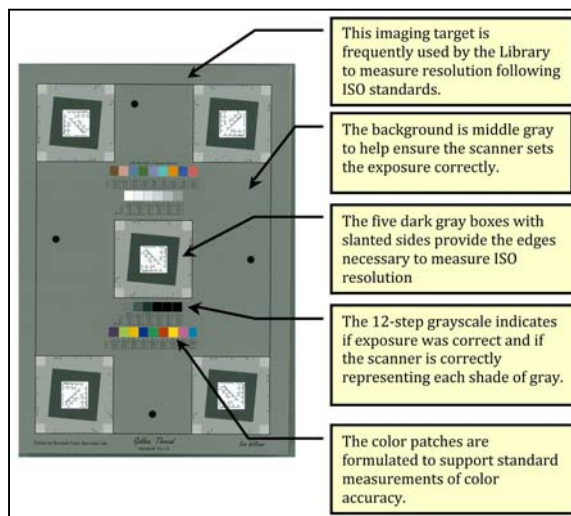 This imaging target is
frequently used by the Library
to measure resolution following
ISO standards.
The background is middle gray
to help ensure the scanner sets
the exposure correctly.
The five dark gray boxes with
slanted sides provide the edges
necessary to measure ISO
resolution
The 12-step grayscale indicates
if exposure was correct and if
the scanner is correctly
representing each shade of gray.
The color patches are
formulated to support standard
measurements of color
accuracy.
Golden Thread